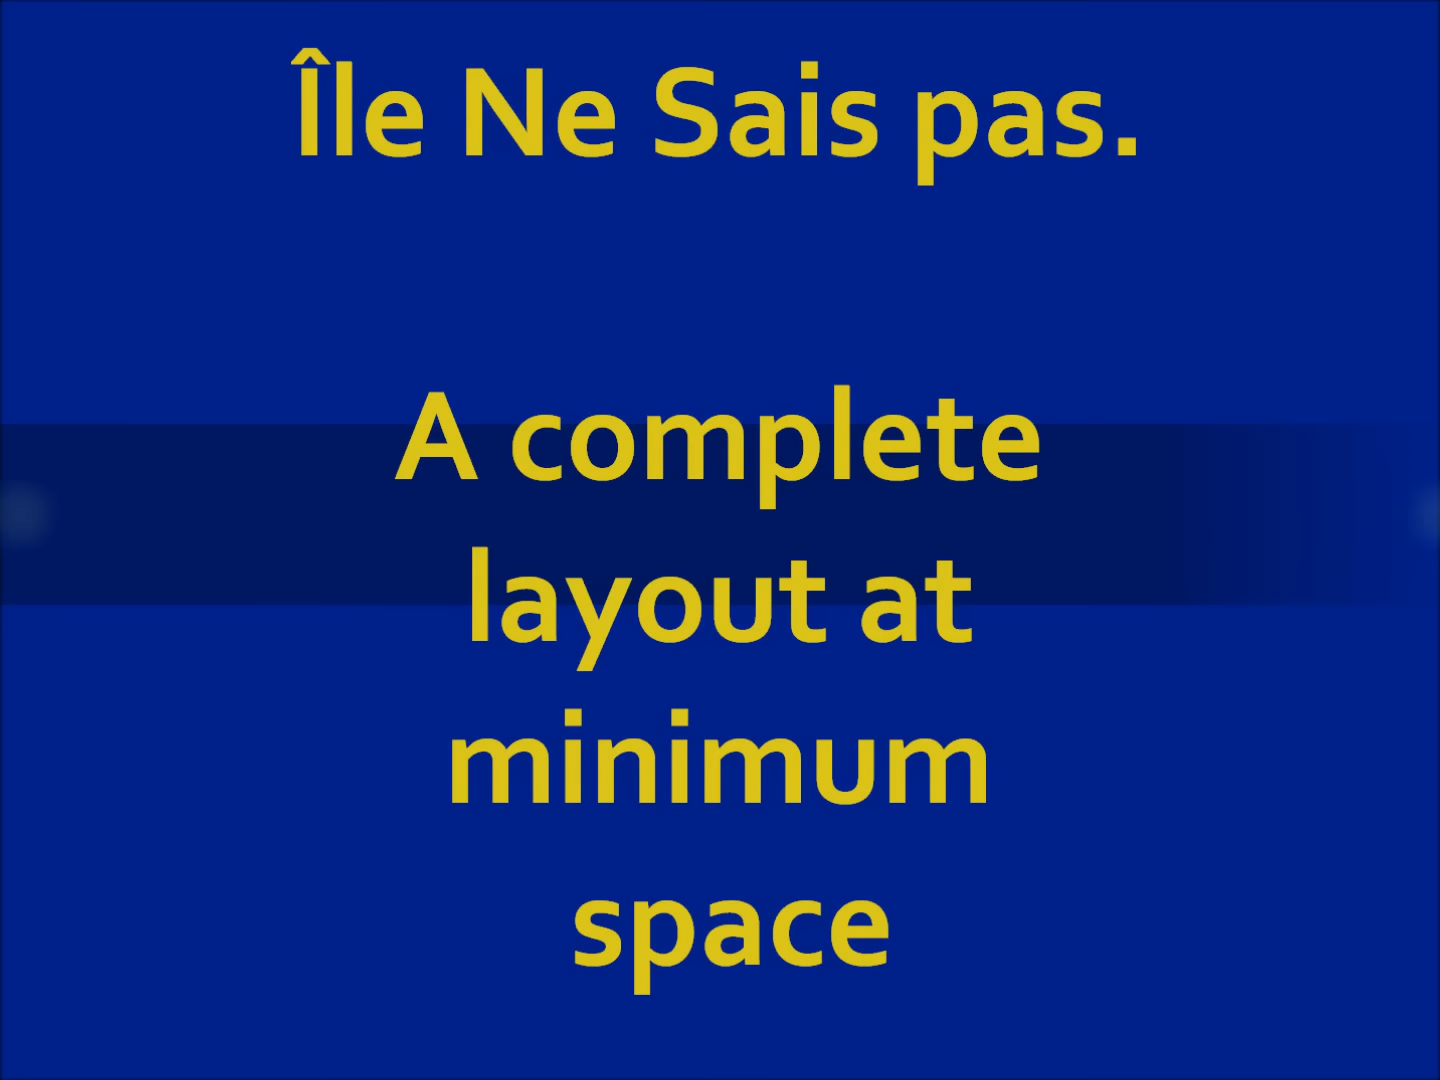 Île Ne Sais pas.
A complete
layout at
minimum
space